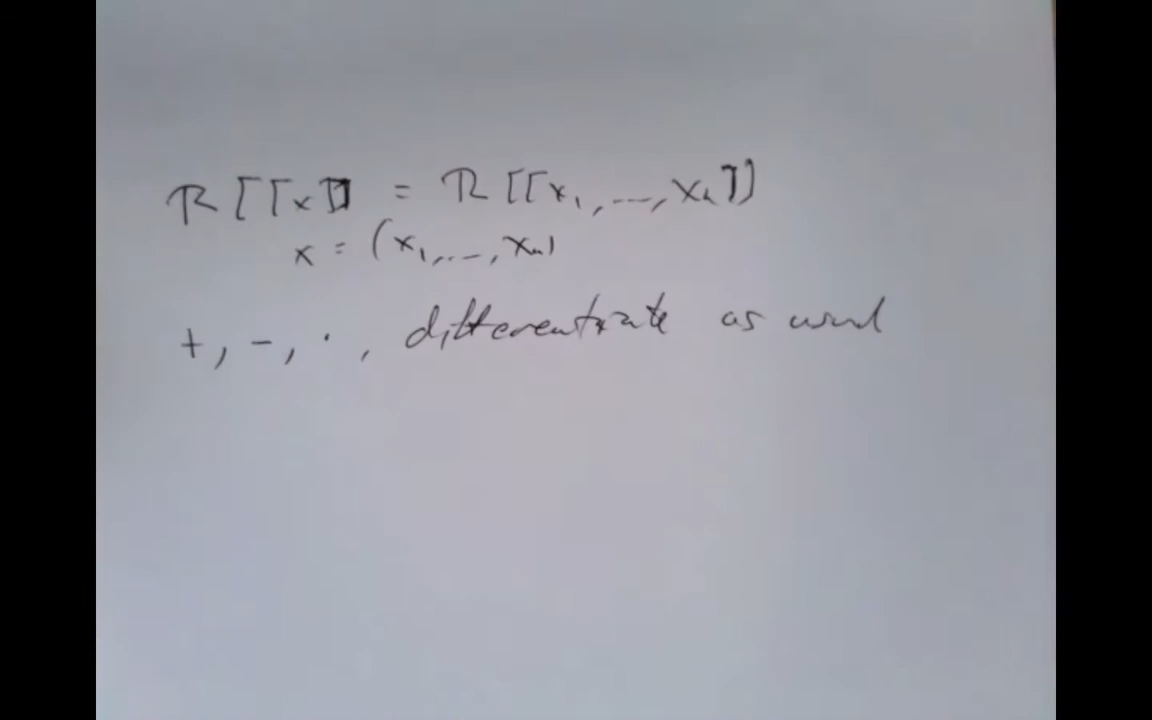 ℝ[[x]] = ℝ[[x₁,...,xₙ]]
x = (x₁,...,xₙ)
+, -, ·, differentiate as usual